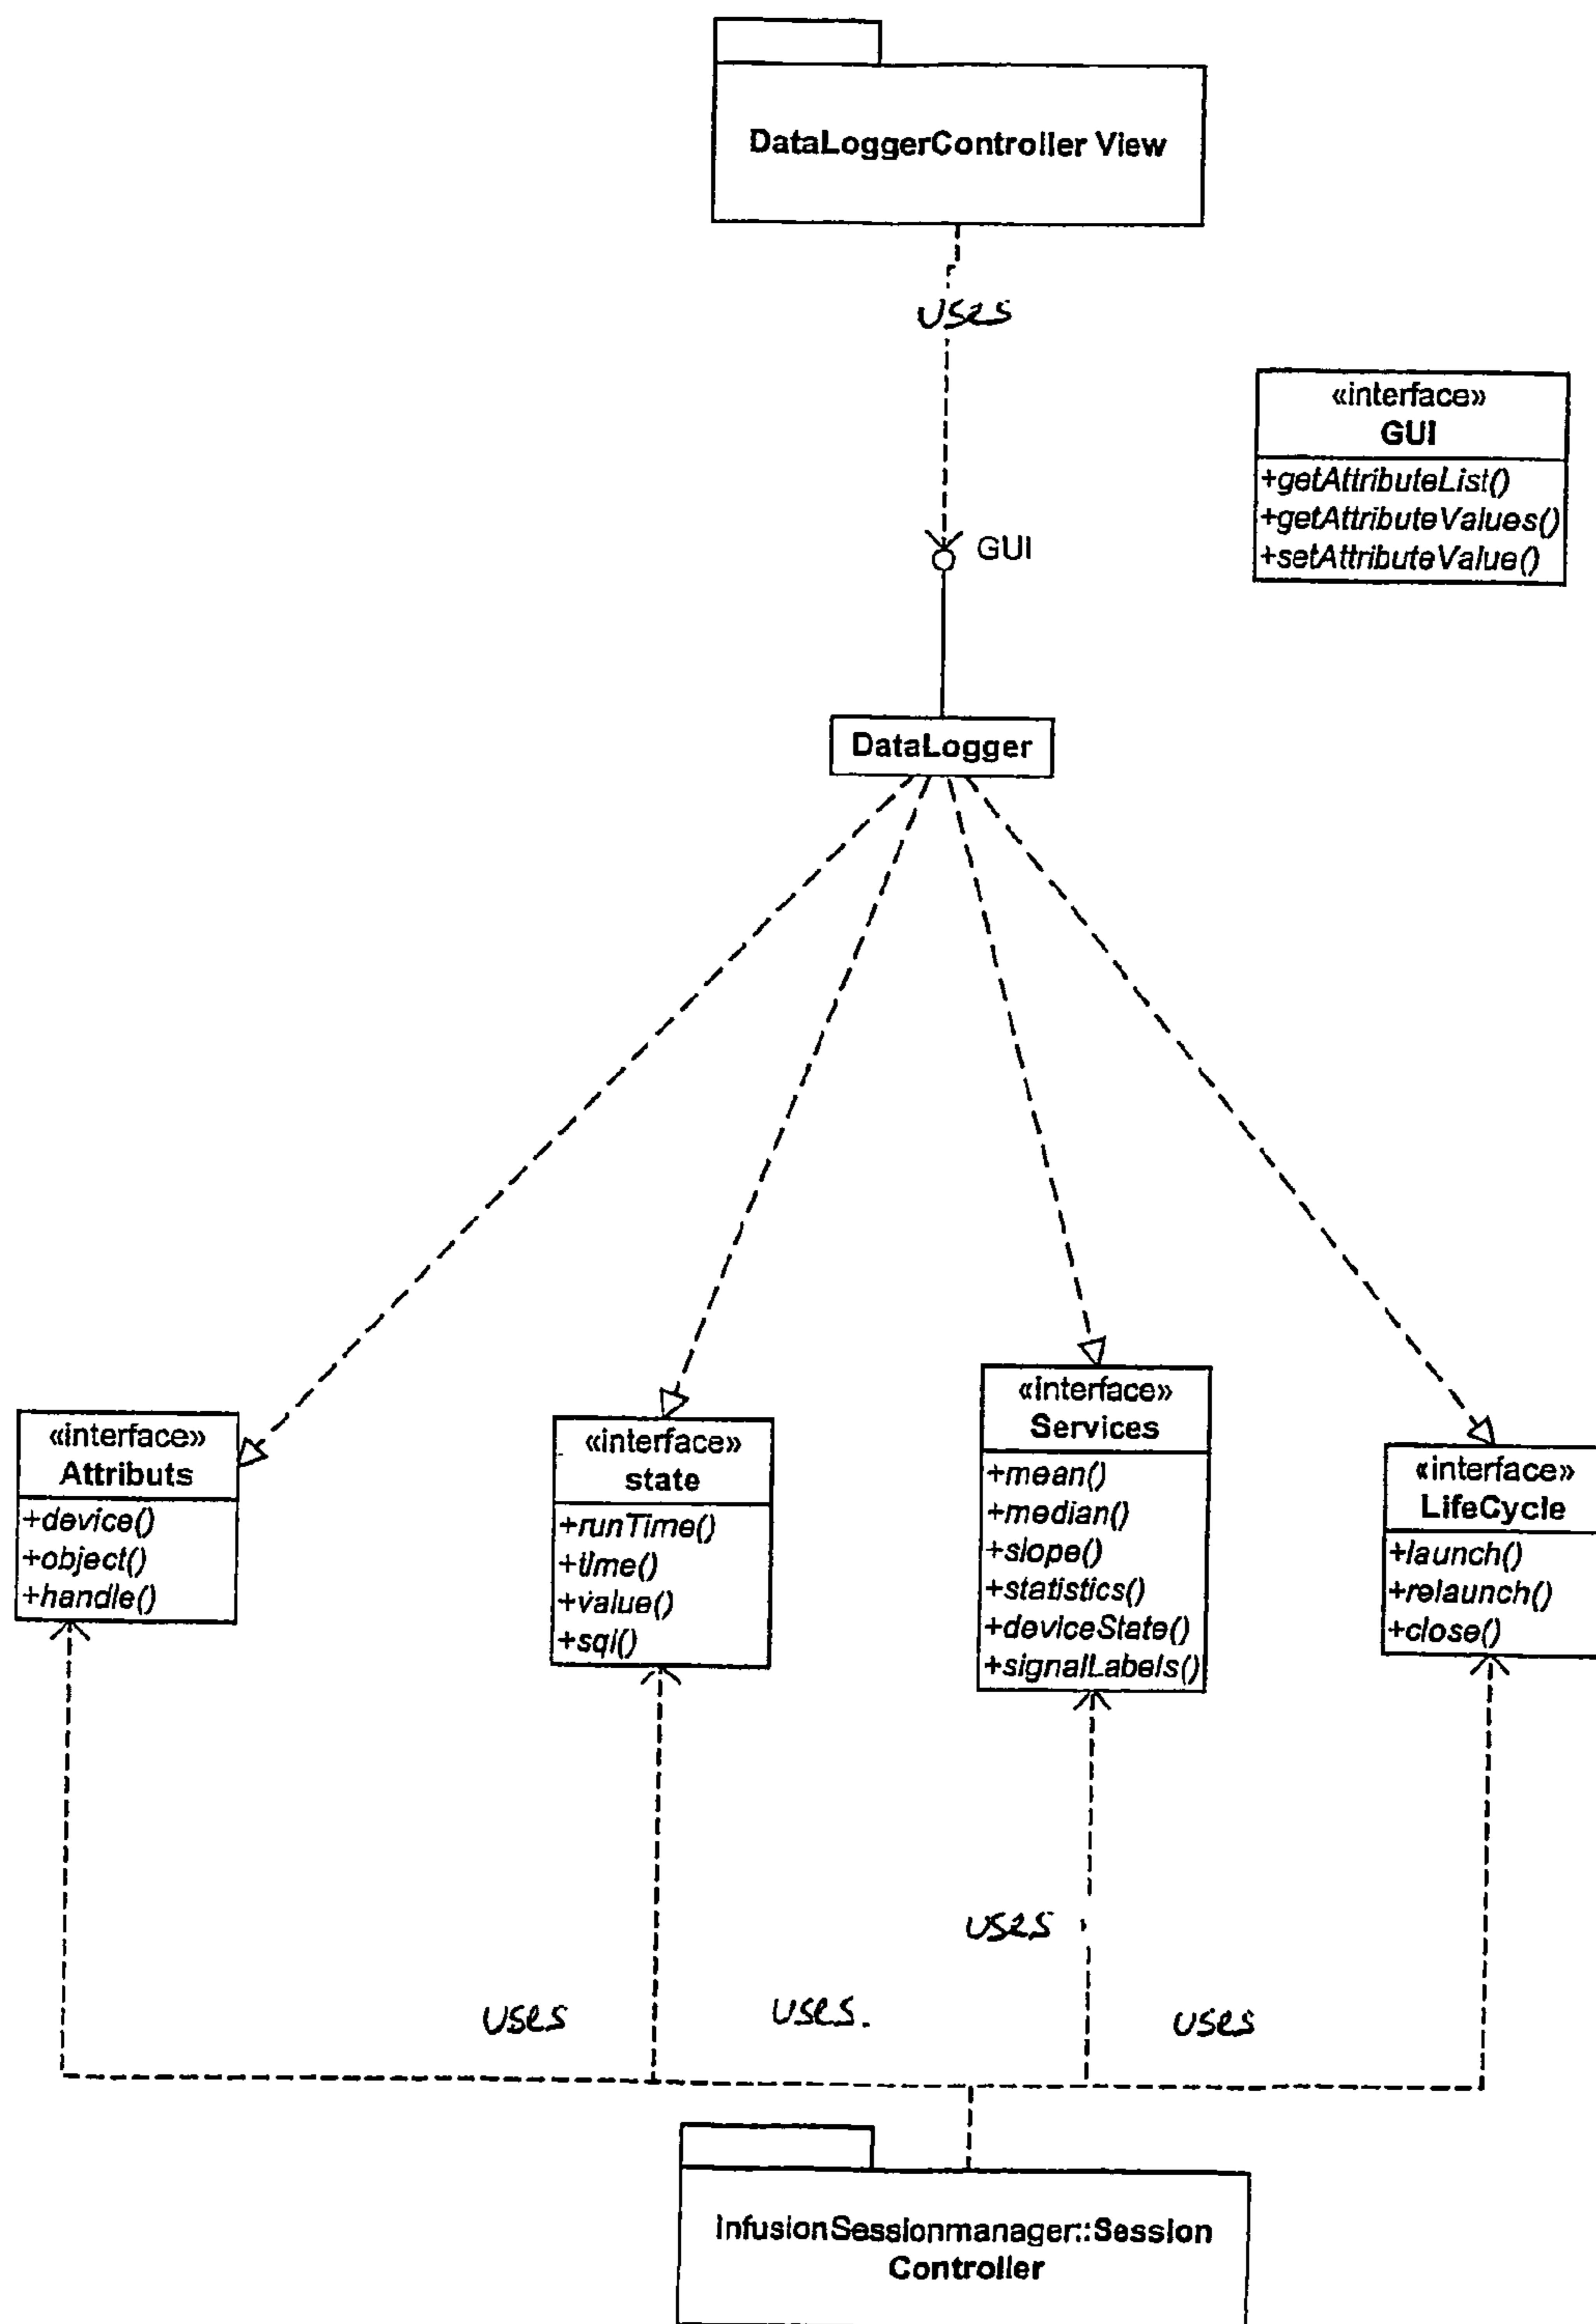 DataLoggerController View
uses
«interface»
GUI
+getAttributeList()
+getAttributeValues()
+setAttributeValue()
GUI
DataLogger
«interface»
Attributs
+device()
+object()
+handle()
«interface»
state
+runTime()
+time()
+value()
+sqi()
«interface»
Services
+mean()
+median()
+slope()
+statistics()
+deviceState()
+signalLabels()
«interface»
LifeCycle
+launch()
+relaunch()
+close()
uses
uses
uses.
uses
InfusionSessionmanager::Session
Controller